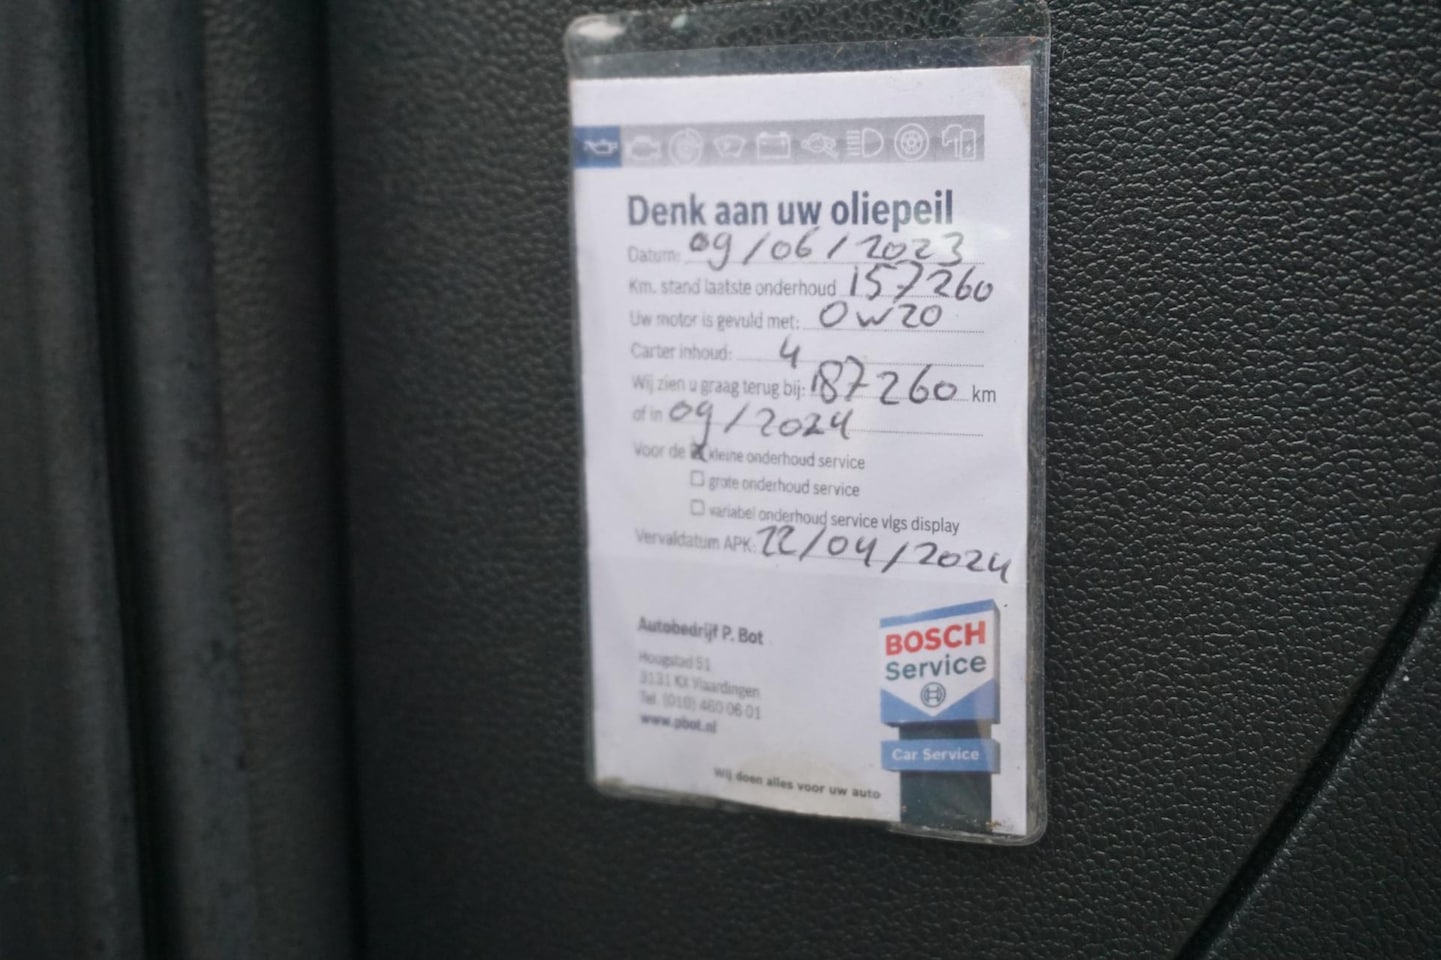 Denk aan uw oliepeil
Datum: 09/06/2023
Km. stand laatste onderhoud 157260
Uw motor is gevuld met: 0W20
Carter inhoud: 4
Wij zien u graag terug bij: 187260 km
of in 09/2024
Voor de kleine onderhoud service
grote onderhoud service
variabel onderhoud service vlgs display
Vervaldatum APK: 22/04/2024
Autobedrijf P. Bot
Hoogstad 51
3131 KX Vlaardingen
Tel. (010) 460 06 01
www.pbot.nl
BOSCH
Service
Car Service
Wij doen alles voor uw auto